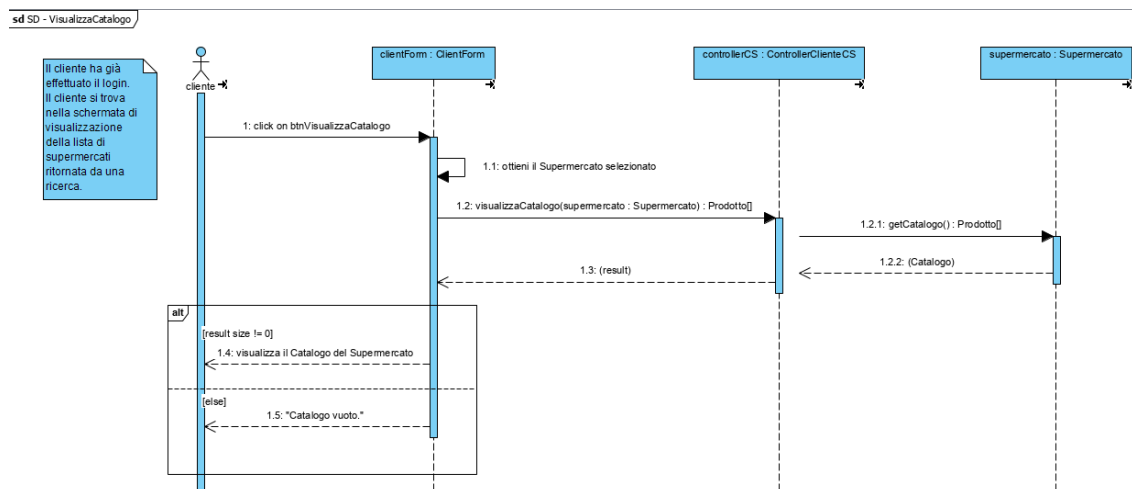 sd SD - VisualizzaCatalogo
Il cliente ha già
effettuato il login.
Il cliente si trova
nella schermata di
visualizzazione
della lista di
supermercati
ritornata da una
ricerca.
cliente
clientForm : ClientForm
controllerCS : ControllerClienteCS
supermercato : Supermercato
1: click on btnVisualizzaCatalogo
1.1: ottieni il Supermercato selezionato
1.2: visualizzaCatalogo(supermercato : Supermercato) : Prodotto[]
1.2.1: getCatalogo() : Prodotto[]
1.2.2: (Catalogo)
1.3: (result)
alt
[result size != 0]
1.4: visualizza il Catalogo del Supermercato
[else]
1.5: "Catalogo vuoto."